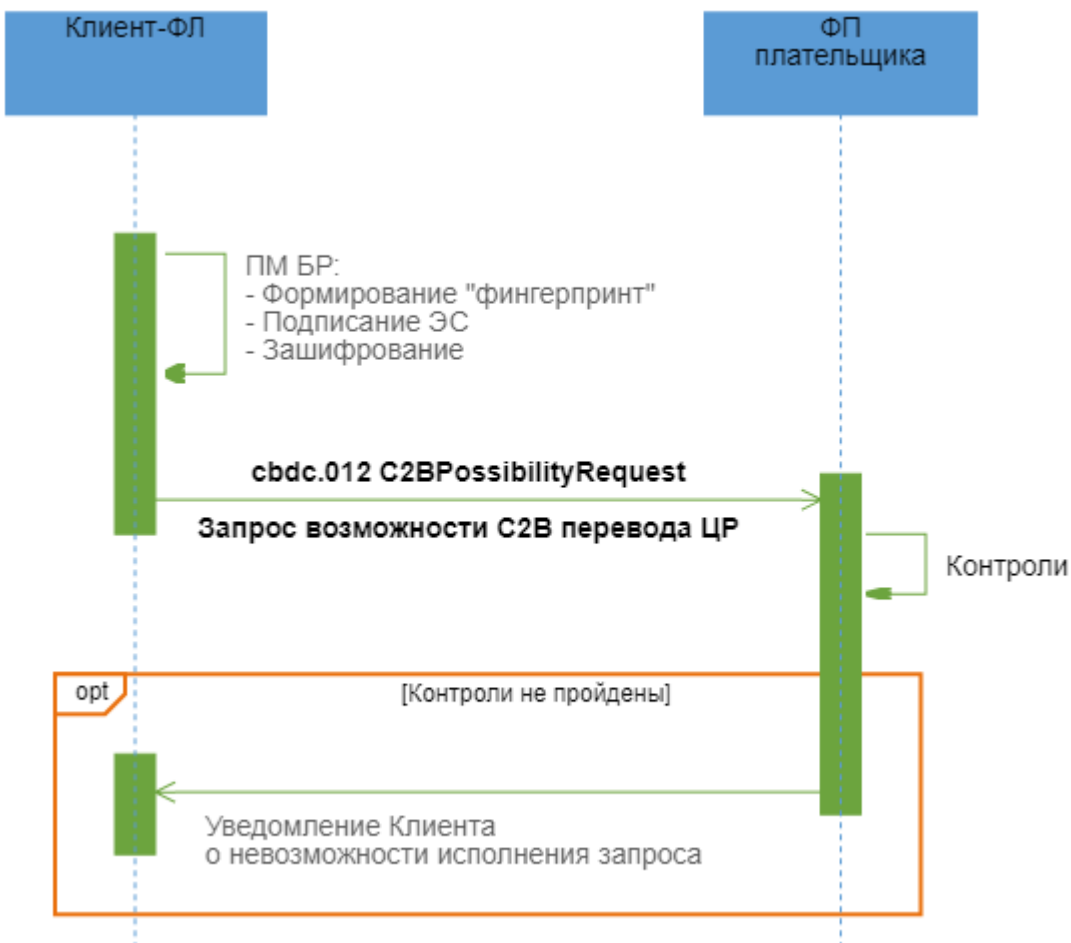 Клиент-ФЛ
ФП
плательщика
ПМ БР:
- Формирование "фингерпринт"
- Подписание ЭС
- Зашифрование
cbdc.012 C2BPossibilityRequest
Запрос возможности C2B перевода ЦР
Контроли
opt
[Контроли не пройдены]
Уведомление Клиента
о невозможности исполнения запроса